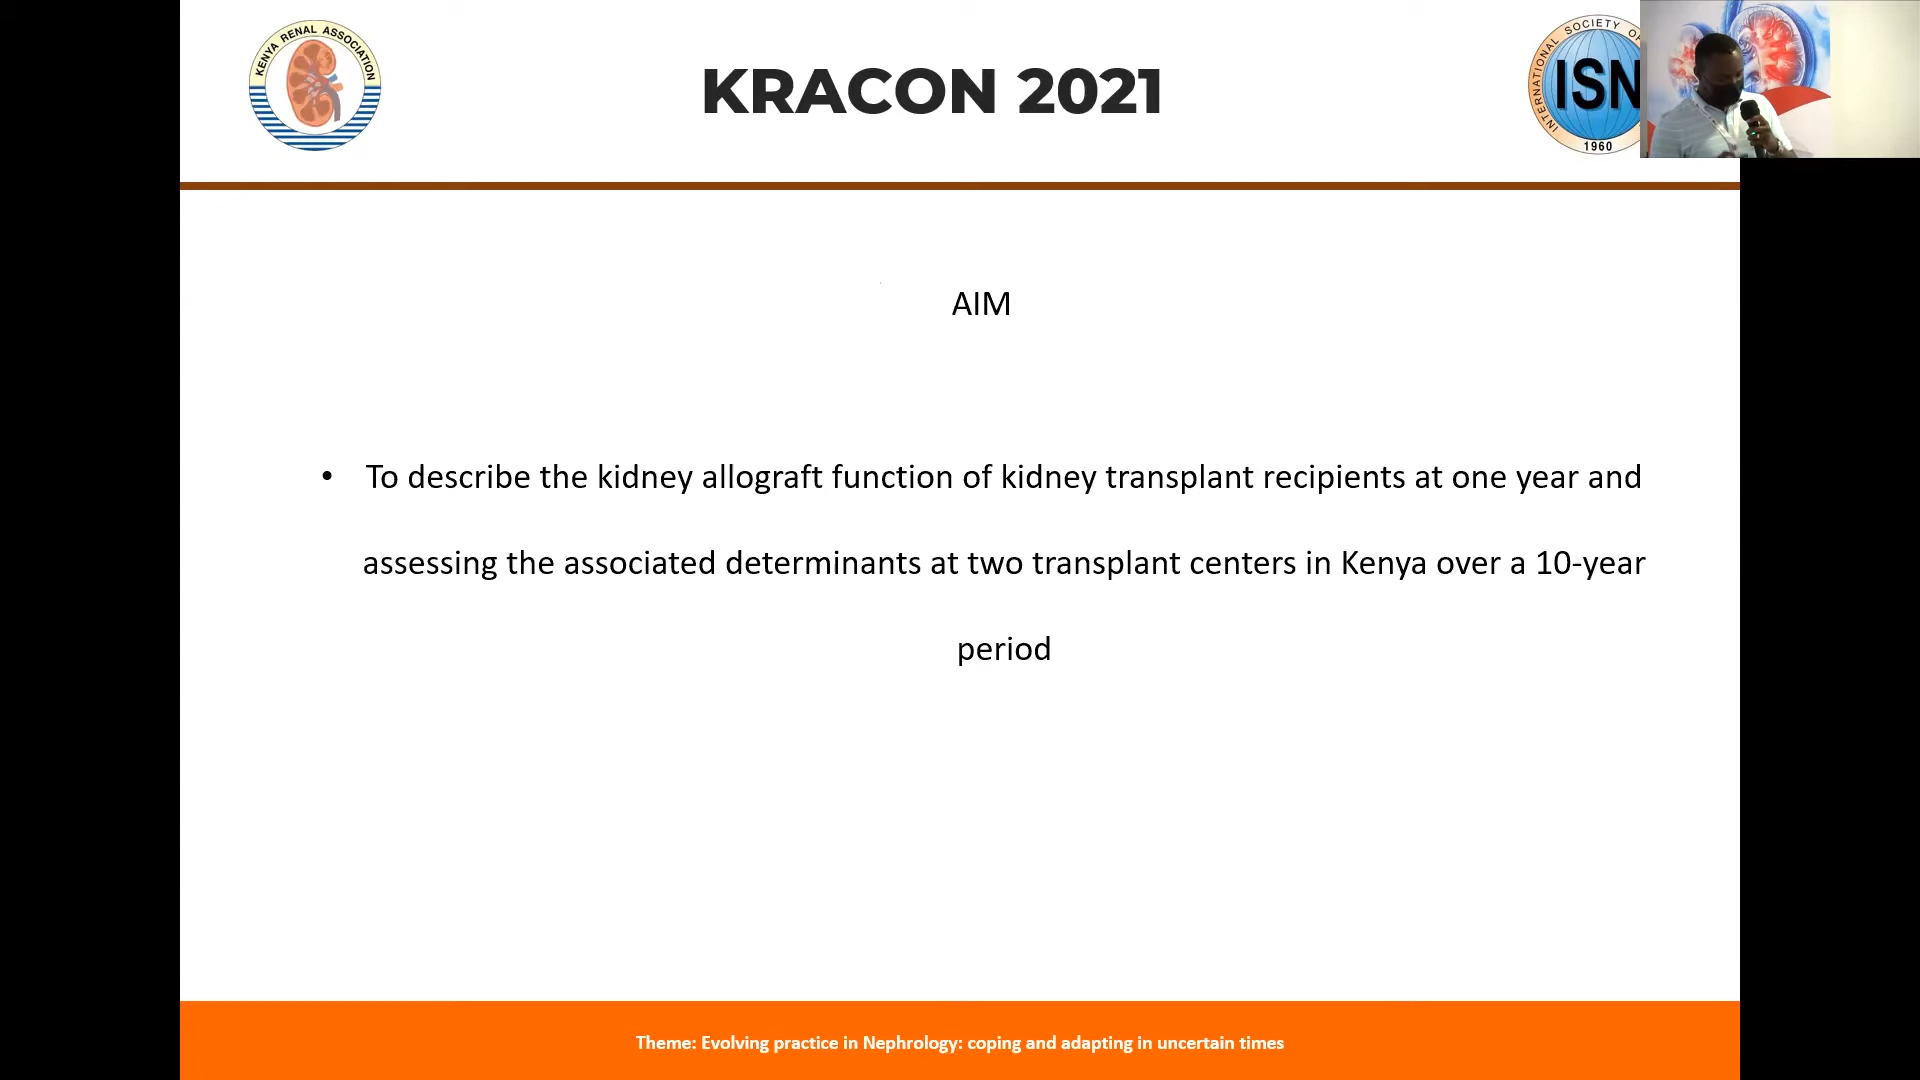 KENYA RENAL ASSOCIATION
KRACON 2021
INTERNATIONAL SOCIETY OF
ISN
1960
AIM
• To describe the kidney allograft function of kidney transplant recipients at one year and
assessing the associated determinants at two transplant centers in Kenya over a 10-year
period
Theme: Evolving practice in Nephrology: coping and adapting in uncertain times